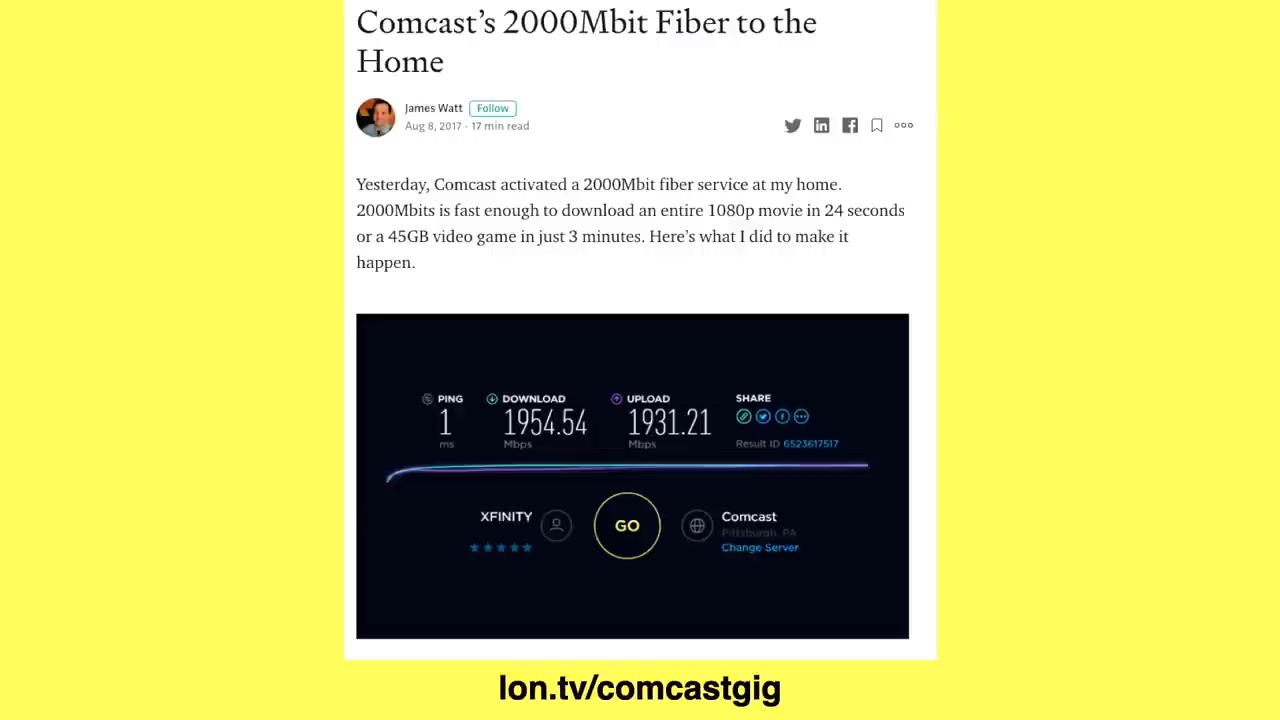 Comcast’s 2000Mbit Fiber to the
Home
James Watt Follow
Aug 8, 2017 · 17 min read
Yesterday, Comcast activated a 2000Mbit fiber service at my home.
2000Mbits is fast enough to download an entire 1080p movie in 24 seconds
or a 45GB video game in just 3 minutes. Here’s what I did to make it
happen.
PING DOWNLOAD UPLOAD SHARE
1 1954.54 1931.21
ms Mbps Mbps Result ID 6523617517
XFINITY GO Comcast
Pittsburgh, PA
Change Server
lon.tv/comcastgig